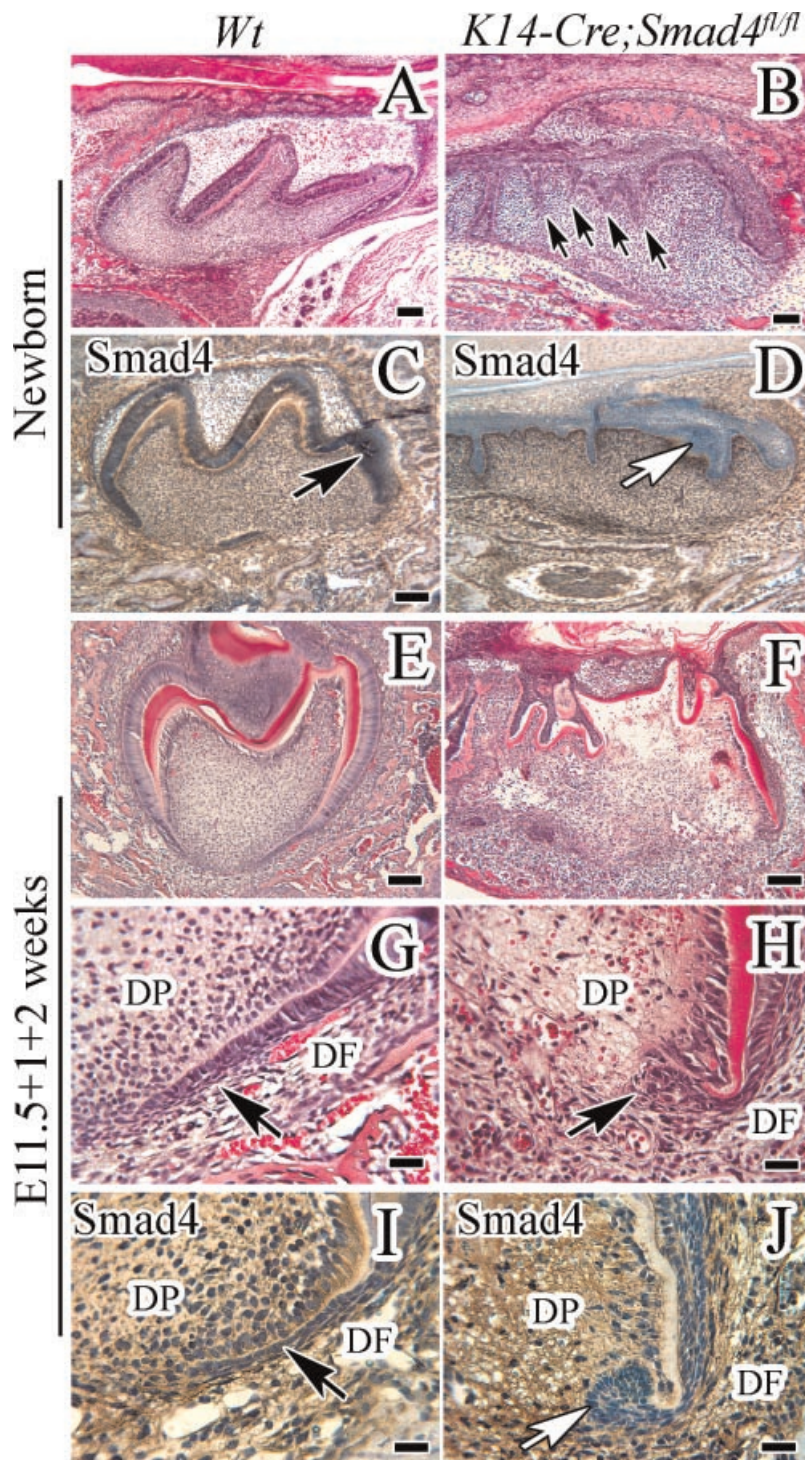 Wt K14-Cre;Smad4fl/fl
Newborn
A
B
Smad4 C
Smad4 D
E11.5+1+2 weeks
E
F
G
DP
DF
H
DP
DF
Smad4 I
DP
DF
Smad4 J
DP
DF